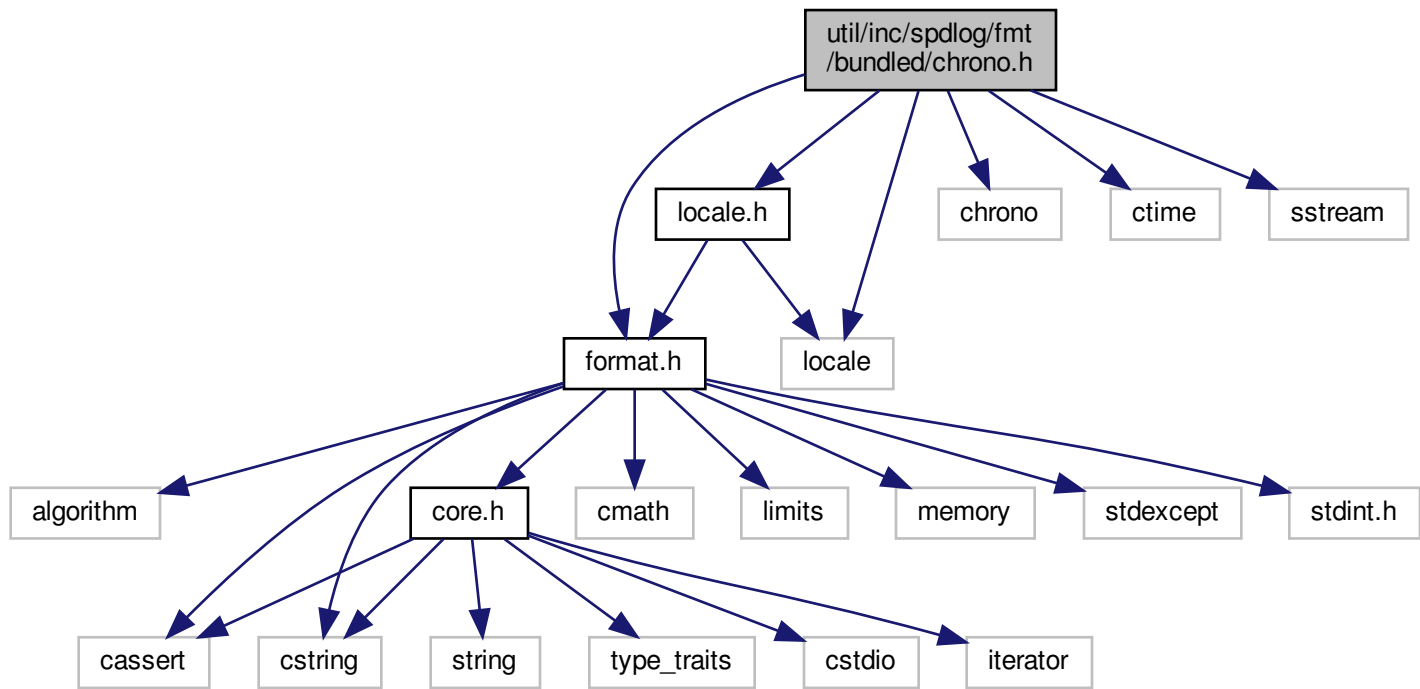 util/inc/spdlog/fmt
/bundled/chrono.h
locale.h
chrono
ctime
sstream
format.h
locale
algorithm
core.h
cmath
limits
memory
stdexcept
stdint.h
cassert
cstring
string
type_traits
cstdio
iterator